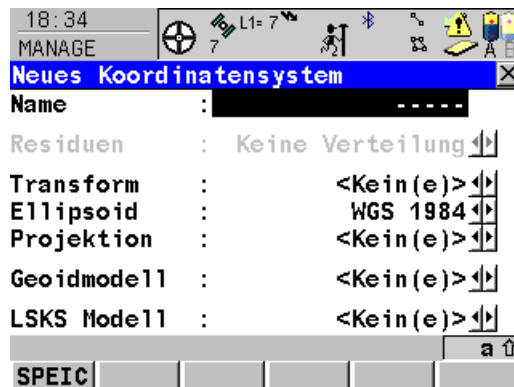 18:34
MANAGE
L1= 7
7
A B
Neues Koordinatensystem
Name : -----
Residuen : Keine Verteilung
Transform : <Kein(e)>
Ellipsoid : WGS 1984
Projektion : <Kein(e)>
Geoidmodell : <Kein(e)>
LSKS Modell : <Kein(e)>
a
SPEIC